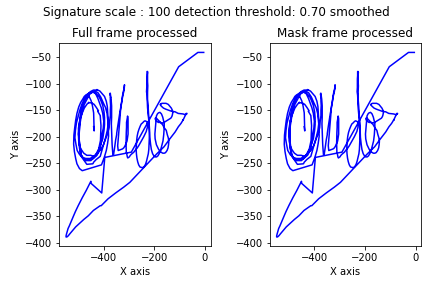 Signature scale : 100 detection threshold: 0.70 smoothed
Full frame processed Mask frame processed
Y axis
−50
−100
−150
−200
−250
−300
−350
−400
−400 −200 0
X axis
Y axis
−50
−100
−150
−200
−250
−300
−350
−400
−400 −200 0
X axis